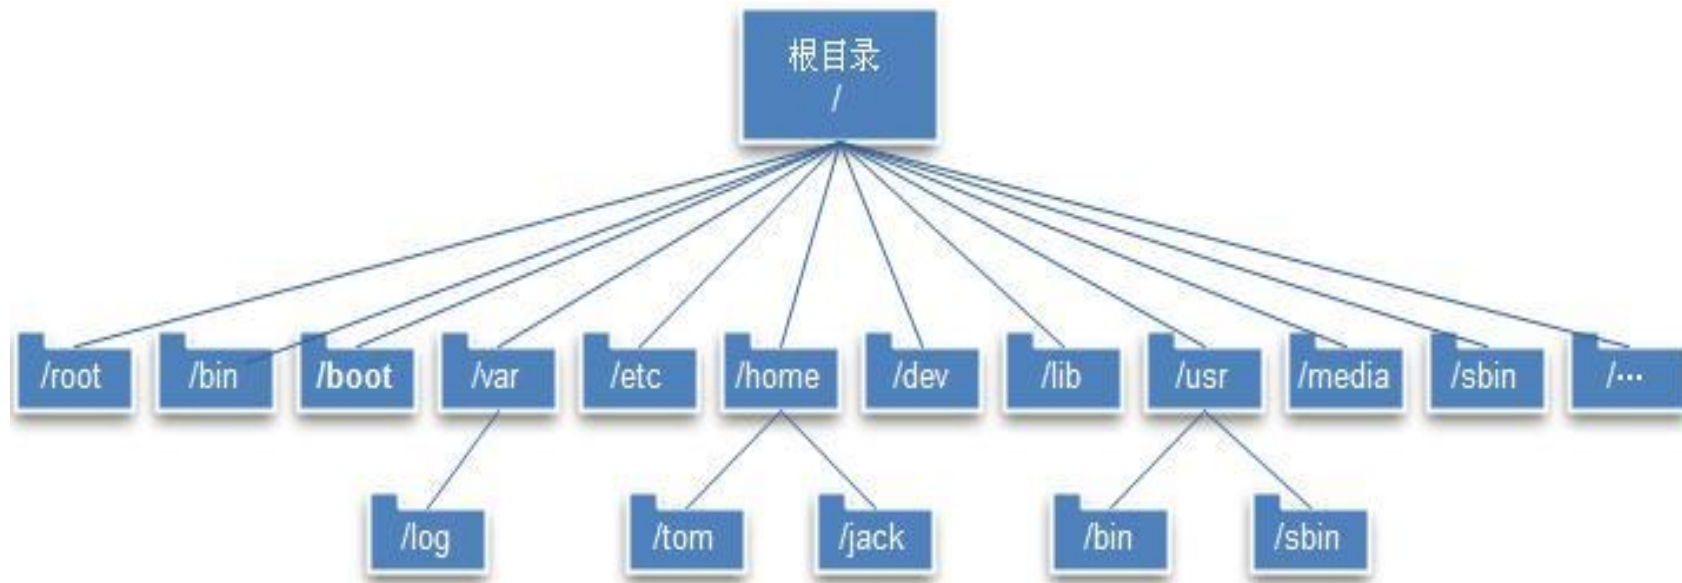 根目录
/
/root
/bin
/boot
/var
/etc
/home
/dev
/lib
/usr
/media
/sbin
/···
/log
/tom
/jack
/bin
/sbin